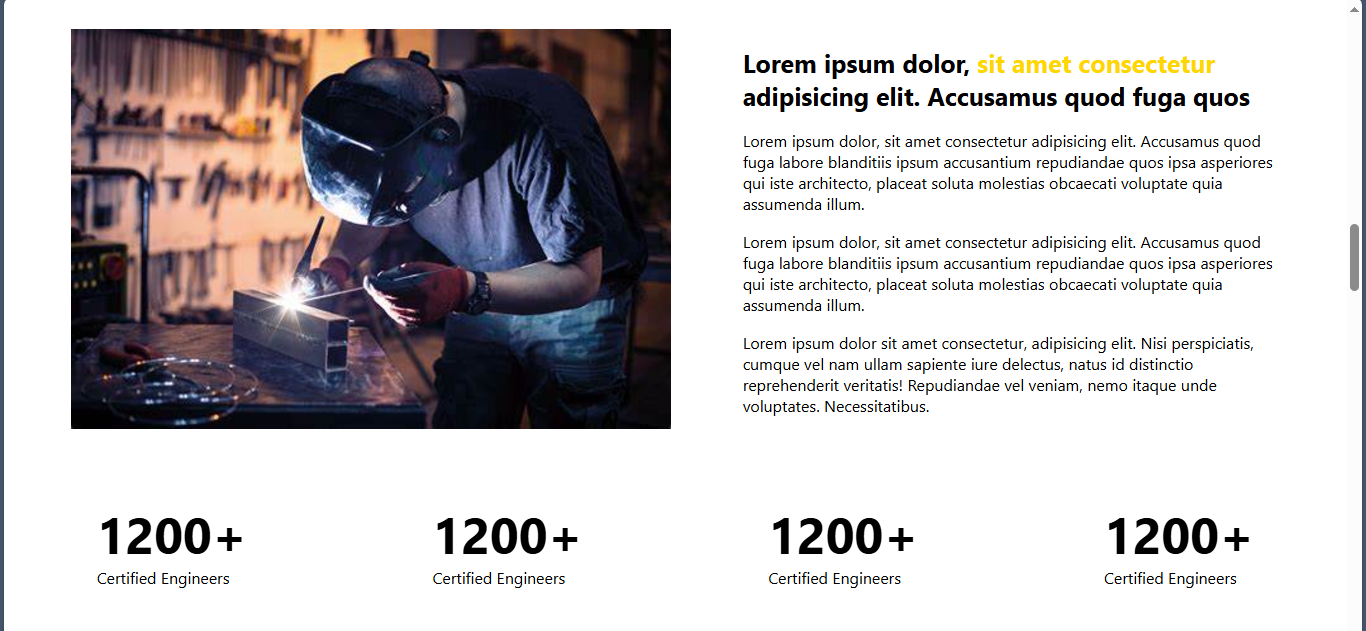 Lorem ipsum dolor, sit amet consectetur
adipisicing elit. Accusamus quod fuga quos
Lorem ipsum dolor, sit amet consectetur adipisicing elit. Accusamus quod
fuga labore blanditiis ipsum accusantium repudiandae quos ipsa asperiores
qui iste architecto, placeat soluta molestias obcaecati voluptate quia
assumenda illum.
Lorem ipsum dolor, sit amet consectetur adipisicing elit. Accusamus quod
fuga labore blanditiis ipsum accusantium repudiandae quos ipsa asperiores
qui iste architecto, placeat soluta molestias obcaecati voluptate quia
assumenda illum.
Lorem ipsum dolor sit amet consectetur, adipisicing elit. Nisi perspiciatis,
cumque vel nam ullam sapiente iure delectus, natus id distinctio
reprehenderit veritatis! Repudiandae vel veniam, nemo itaque unde
voluptates. Necessitatibus.
1200+
Certified Engineers
1200+
Certified Engineers
1200+
Certified Engineers
1200+
Certified Engineers